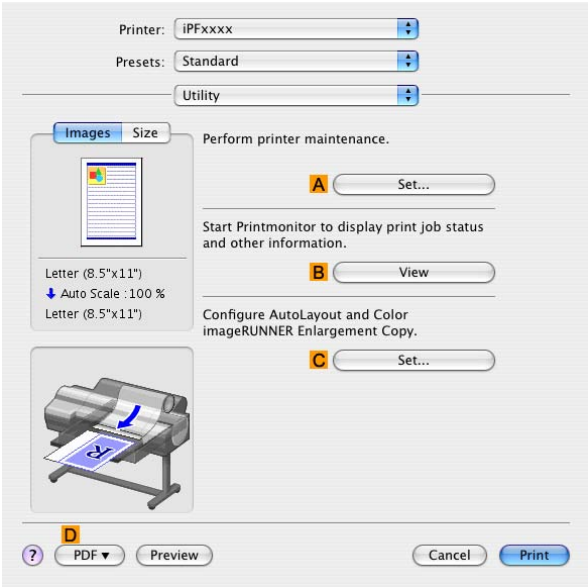 Printer: iPFxxxx
Presets: Standard
Utility
Images Size
Perform printer maintenance.
A Set...
Start Printmonitor to display print job status
and other information.
B View
Letter (8.5"x11")
Auto Scale : 100 %
Letter (8.5"x11")
Configure AutoLayout and Color
imageRUNNER Enlargement Copy.
C Set...
R
D
? PDF ▼ Preview Cancel Print